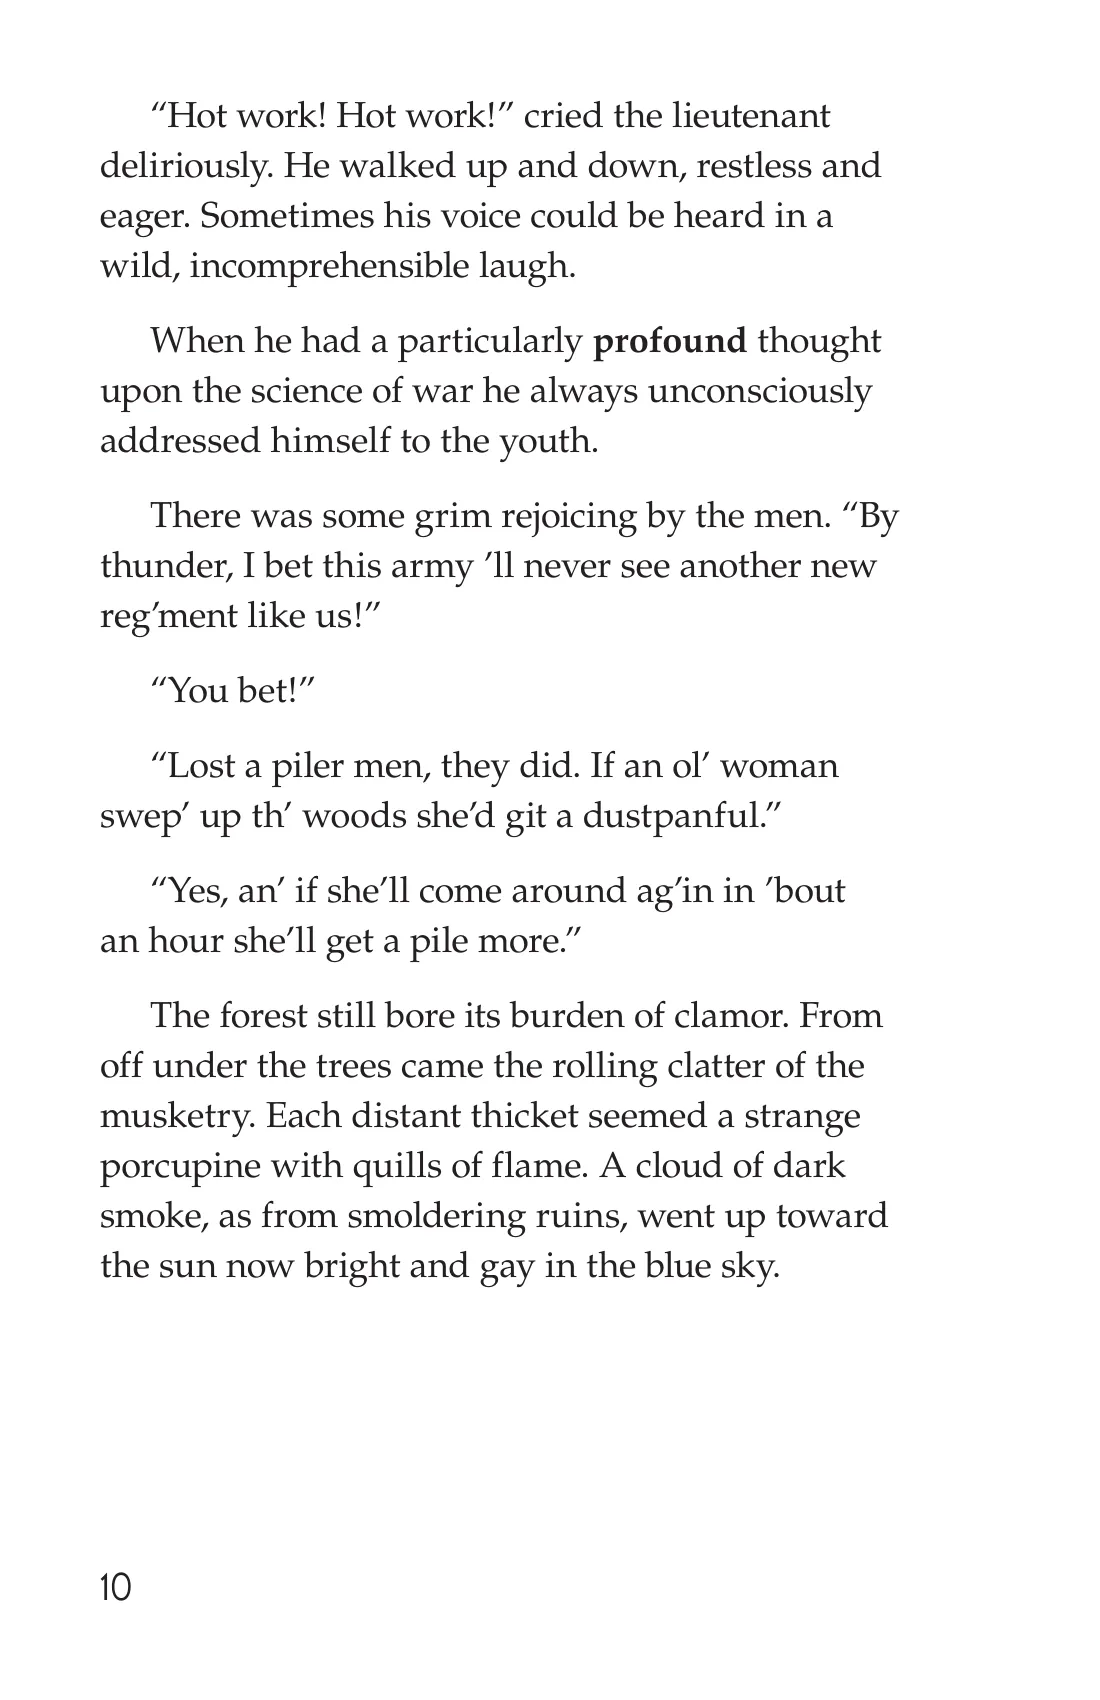 “Hot work! Hot work!” cried the lieutenant
deliriously. He walked up and down, restless and
eager. Sometimes his voice could be heard in a
wild, incomprehensible laugh.
When he had a particularly profound thought
upon the science of war he always unconsciously
addressed himself to the youth.
There was some grim rejoicing by the men. “By
thunder, I bet this army ’ll never see another new
reg’ment like us!”
“You bet!”
“Lost a piler men, they did. If an ol’ woman
swep’ up th’ woods she’d git a dustpanful.”
“Yes, an’ if she’ll come around ag’in in ’bout
an hour she’ll get a pile more.”
The forest still bore its burden of clamor. From
off under the trees came the rolling clatter of the
musketry. Each distant thicket seemed a strange
porcupine with quills of flame. A cloud of dark
smoke, as from smoldering ruins, went up toward
the sun now bright and gay in the blue sky.
10